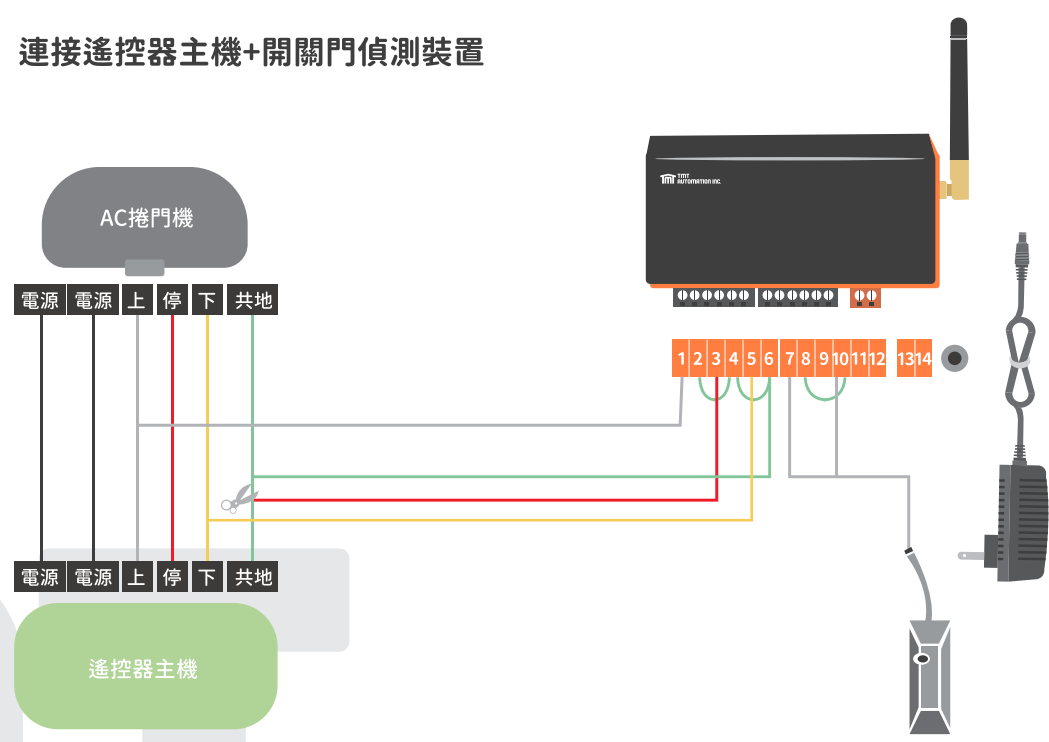 連接遙控器主機+開關門偵測裝置
TMT
TMT
AUTOMATION INC.
AC捲門機
電源 電源 上 停 下 共地
1 2 3 4 5 6 7 8 9 10 11 12 13 14
電源 電源 上 停 下 共地
遙控器主機